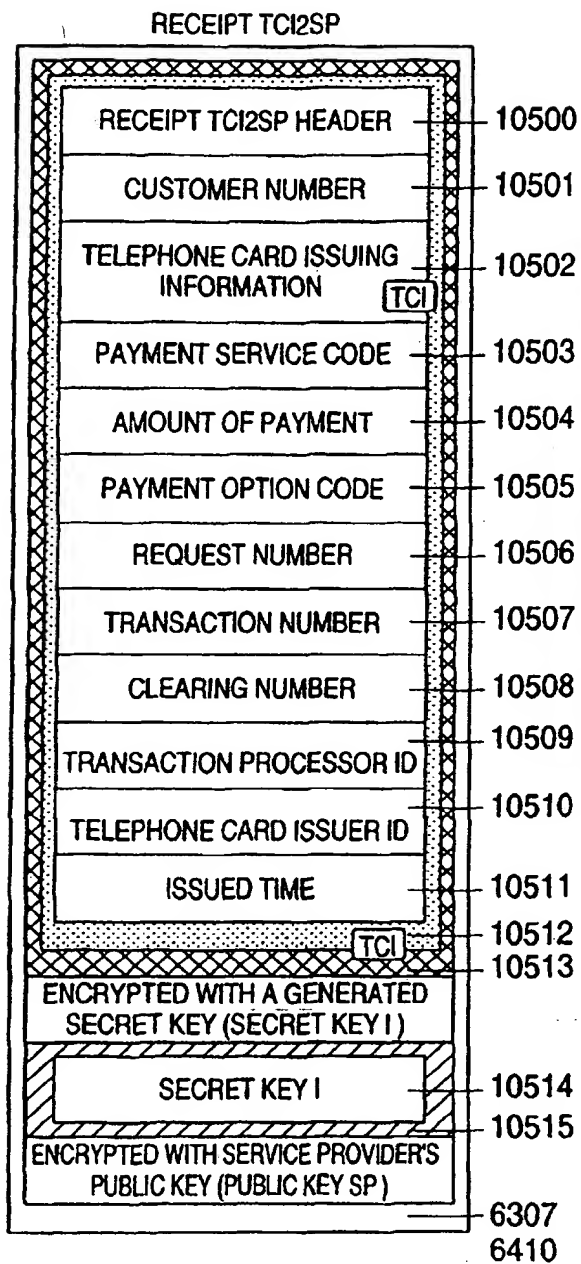 RECEIPT TCI2SP
RECEIPT TCI2SP HEADER 10500
CUSTOMER NUMBER 10501
TELEPHONE CARD ISSUING 10502
INFORMATION TCI
PAYMENT SERVICE CODE 10503
AMOUNT OF PAYMENT 10504
PAYMENT OPTION CODE 10505
REQUEST NUMBER 10506
TRANSACTION NUMBER 10507
CLEARING NUMBER 10508
10509
TRANSACTION PROCESSOR ID
10510
TELEPHONE CARD ISSUER ID
ISSUED TIME 10511
10512
TCI
10513
ENCRYPTED WITH A GENERATED
SECRET KEY (SECRET KEY I)
SECRET KEY I 10514
10515
ENCRYPTED WITH SERVICE PROVIDER'S
PUBLIC KEY (PUBLIC KEY SP)
6307
6410